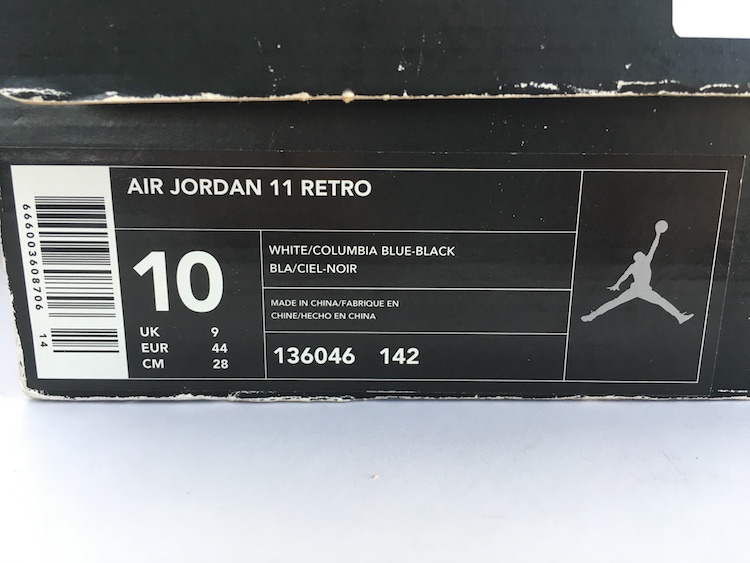 666003608706 14
AIR JORDAN 11 RETRO
10
UK 9
EUR 44
CM 28
WHITE/COLUMBIA BLUE-BLACK
BLA/CIEL-NOIR
MADE IN CHINA/FABRIQUE EN
CHINE/HECHO EN CHINA
136046 142